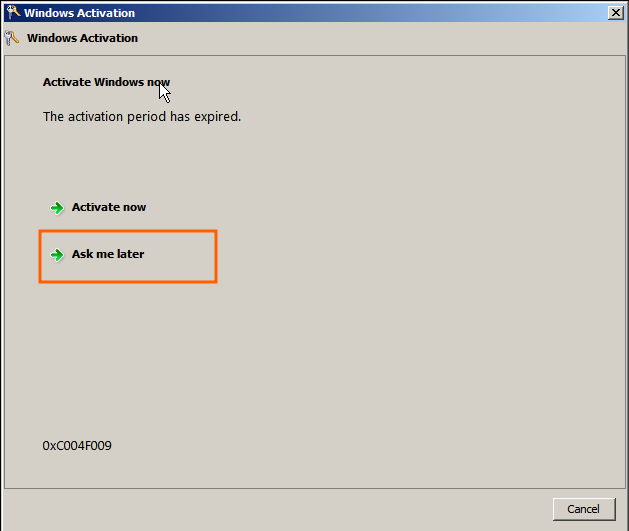 Windows Activation
Windows Activation
Activate Windows now
The activation period has expired.
Activate now
Ask me later
0xC004F009
Cancel